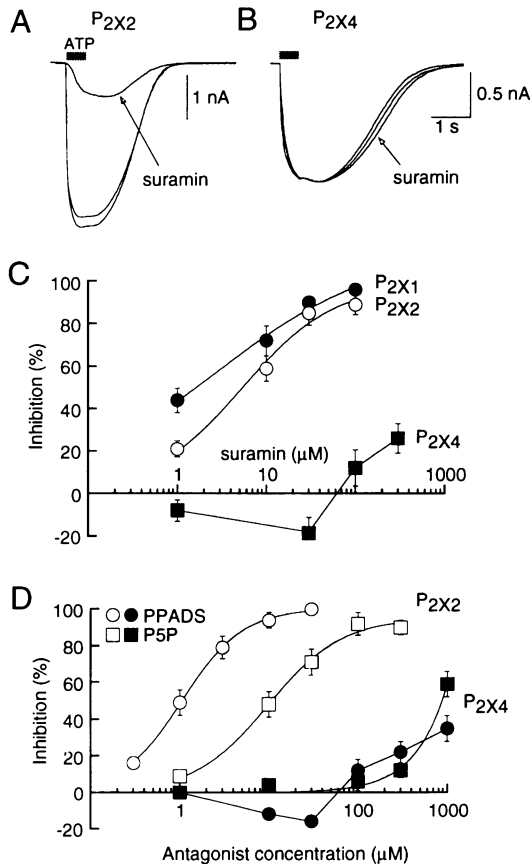 A P2X2
B P2X4
ATP
1 nA
suramin
0.5 nA
1 s
suramin
C
100
80
60
40
20
0
-20
Inhibition (%)
P2X1
P2X2
P2X4
suramin (µM)
1 10 1000
D
100
80
60
40
20
0
-20
Inhibition (%)
PPADS
P5P
P2X2
P2X4
1 100 1000
Antagonist concentration (µM)